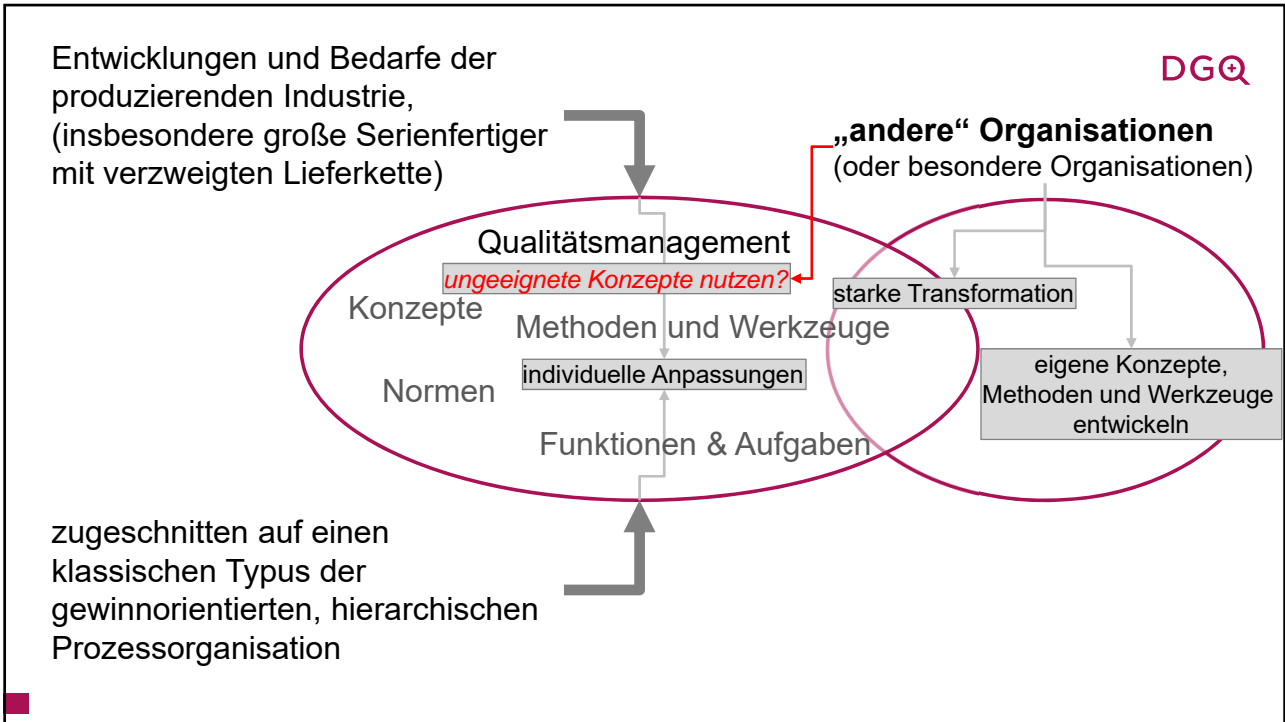 Entwicklungen und Bedarfe der
produzierenden Industrie,
(insbesondere große Serienfertiger
mit verzweigten Lieferkette)
DGQ
„andere“ Organisationen
(oder besondere Organisationen)
Qualitätsmanagement
ungeeignete Konzepte nutzen?
Konzepte
Methoden und Werkzeuge
Normen
individuelle Anpassungen
Funktionen & Aufgaben
starke Transformation
eigene Konzepte,
Methoden und Werkzeuge
entwickeln
zugeschnitten auf einen
klassischen Typus der
gewinnorientierten, hierarchischen
Prozessorganisation